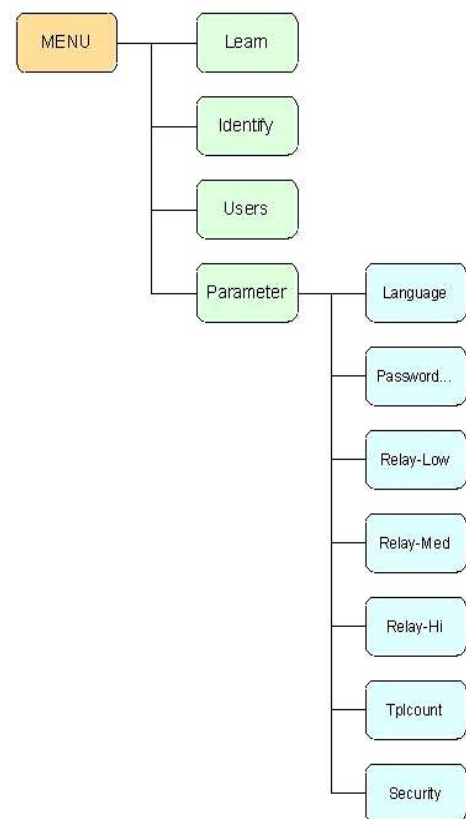 MENU
Learn
Identify
Users
Parameter
Language
Password...
Relay-Low
Relay-Med
Relay-Hi
Tplcount
Security